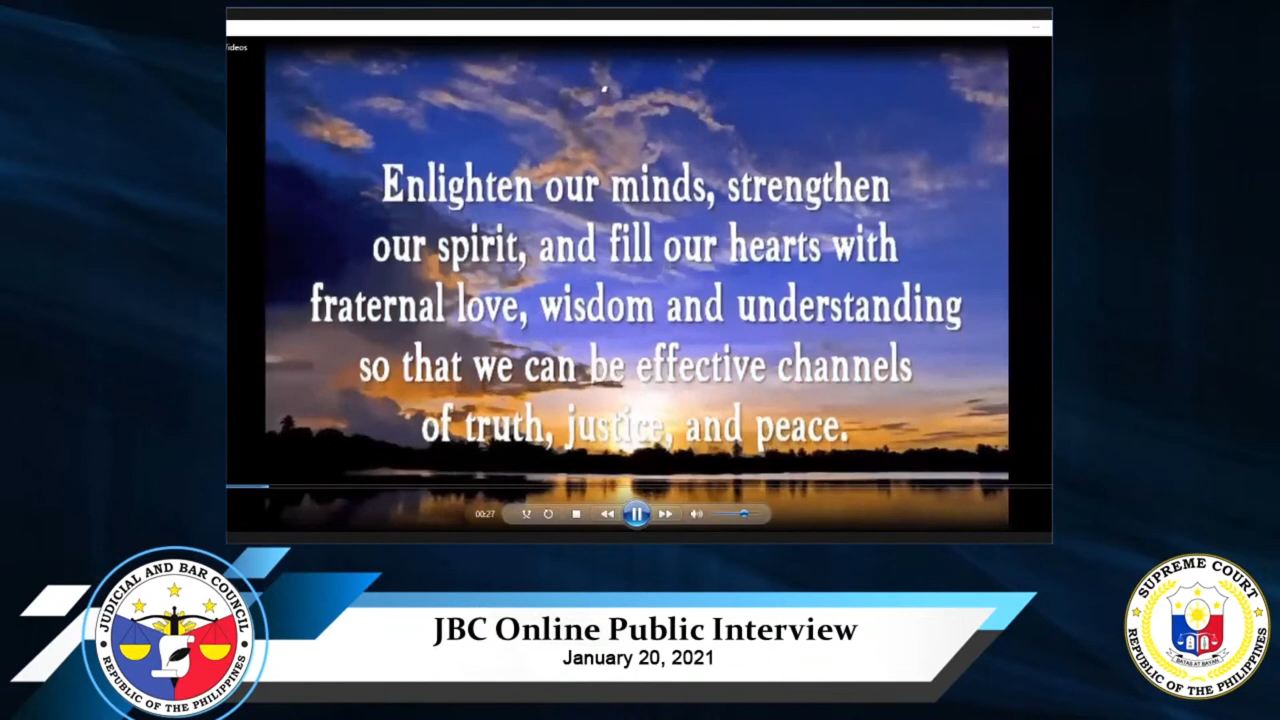 ideos
Enlighten our minds, strengthen
our spirit, and fill our hearts with
fraternal love, wisdom and understanding
so that we can be effective channels
of truth, justice, and peace.
00:27
JUDICIAL AND BAR COUNCIL
REPUBLIC OF THE PHILIPPINES
JBC Online Public Interview
January 20, 2021
SUPREME COURT
BATAS AT BAYAN
REPUBLIC OF THE PHILIPPINES